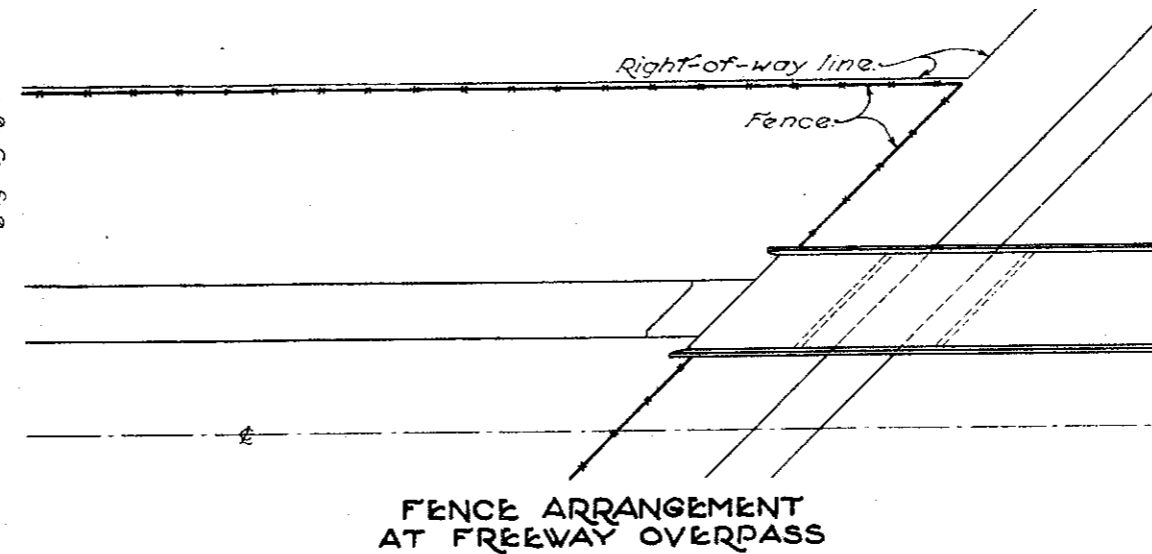 Right-of-way line.
Fence.
℄
FENCE ARRANGEMENT
AT FREEWAY OVERPASS